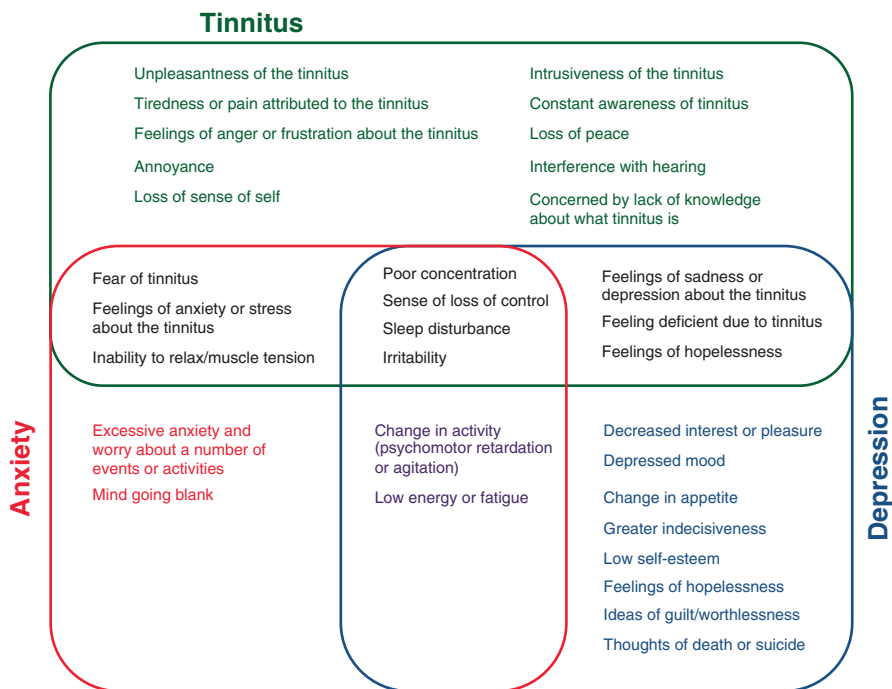 Tinnitus
Unpleasantness of the tinnitus
Tiredness or pain attributed to the tinnitus
Feelings of anger or frustration about the tinnitus
Annoyance
Loss of sense of self
Intrusiveness of the tinnitus
Constant awareness of tinnitus
Loss of peace
Interference with hearing
Concerned by lack of knowledge
about what tinnitus is
Fear of tinnitus
Feelings of anxiety or stress
about the tinnitus
Inability to relax/muscle tension
Poor concentration
Sense of loss of control
Sleep disturbance
Irritability
Feelings of sadness or
depression about the tinnitus
Feeling deficient due to tinnitus
Feelings of hopelessness
Anxiety
Excessive anxiety and
worry about a number of
events or activities
Mind going blank
Change in activity
(psychomotor retardation
or agitation)
Low energy or fatigue
Decreased interest or pleasure
Depressed mood
Change in appetite
Greater indecisiveness
Low self-esteem
Feelings of hopelessness
Ideas of guilt/worthlessness
Thoughts of death or suicide
Depression